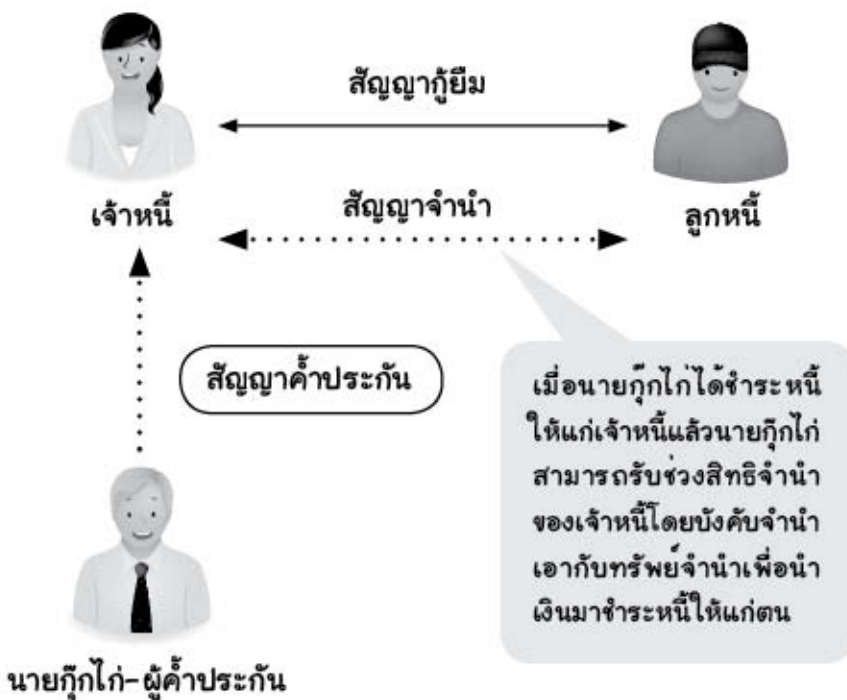 สัญญากู้ยืม
เจ้าหนี้
สัญญาจำนำ
ลูกหนี้
สัญญาค้ำประกัน
เมื่อนายกุ๊กไก่ได้ชำระหนี้
ให้แก่เจ้าหนี้แล้วนายกุ๊กไก่
สามารถรับช่วงสิทธิจำนำ
ของเจ้าหนี้โดยบังคับจำนำ
เอากับทรัพย์จำนำเพื่อนำ
เงินมาชำระหนี้ให้แก่ตน
นายกุ๊กไก่-ผู้ค้ำประกัน